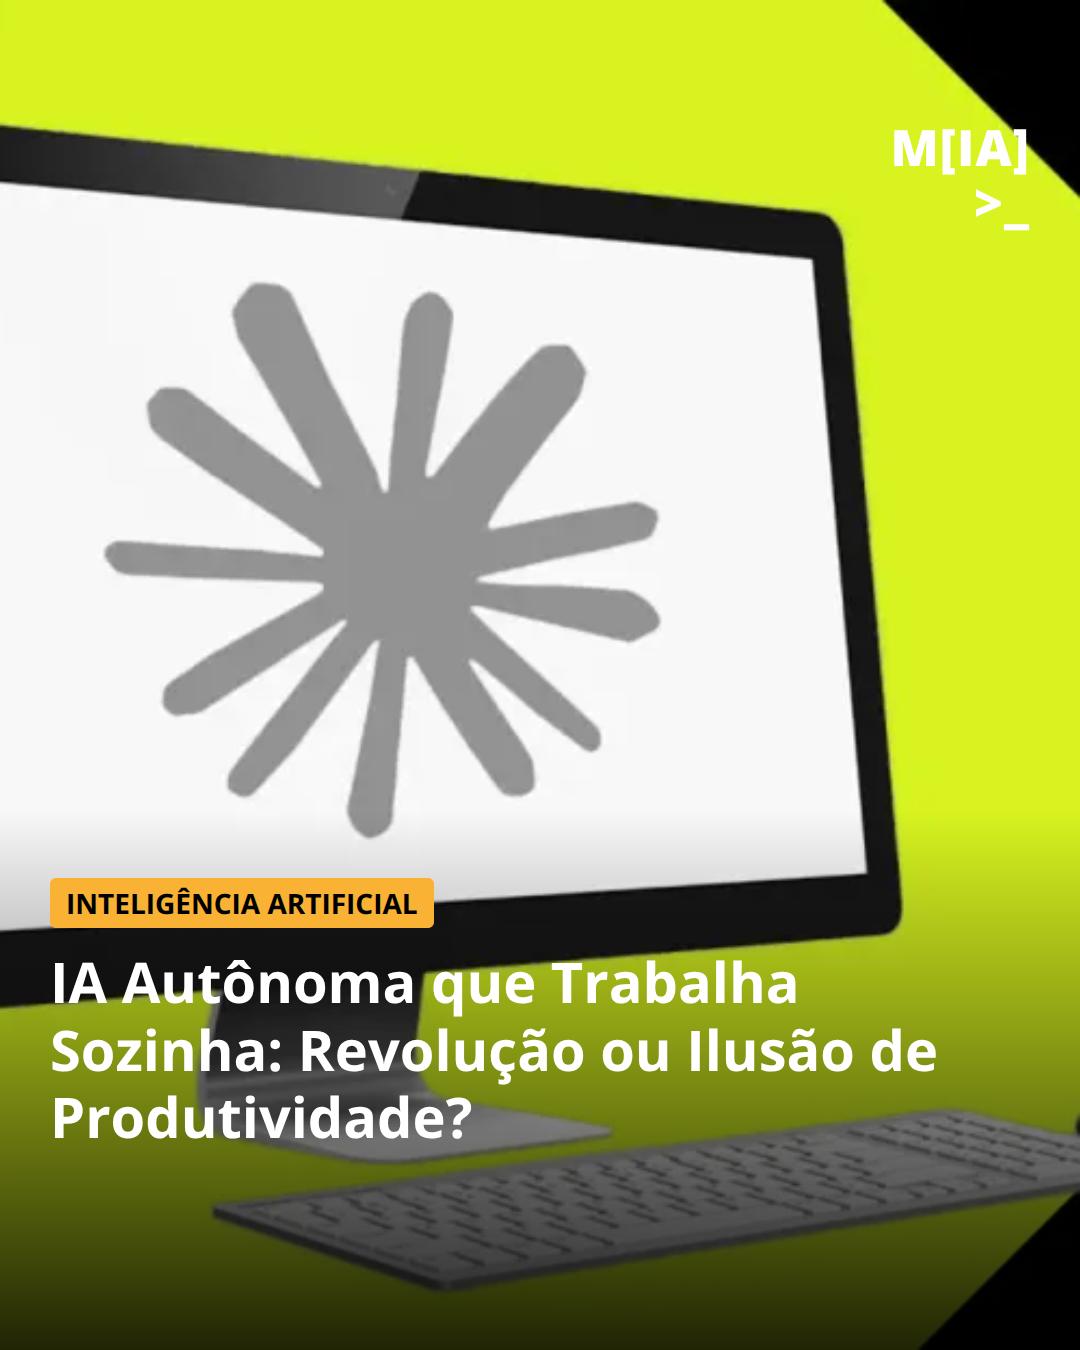 M[IA]
>_
INTELIGÊNCIA ARTIFICIAL
IA Autônoma que Trabalha
Sozinha: Revolução ou Ilusão de
Produtividade?